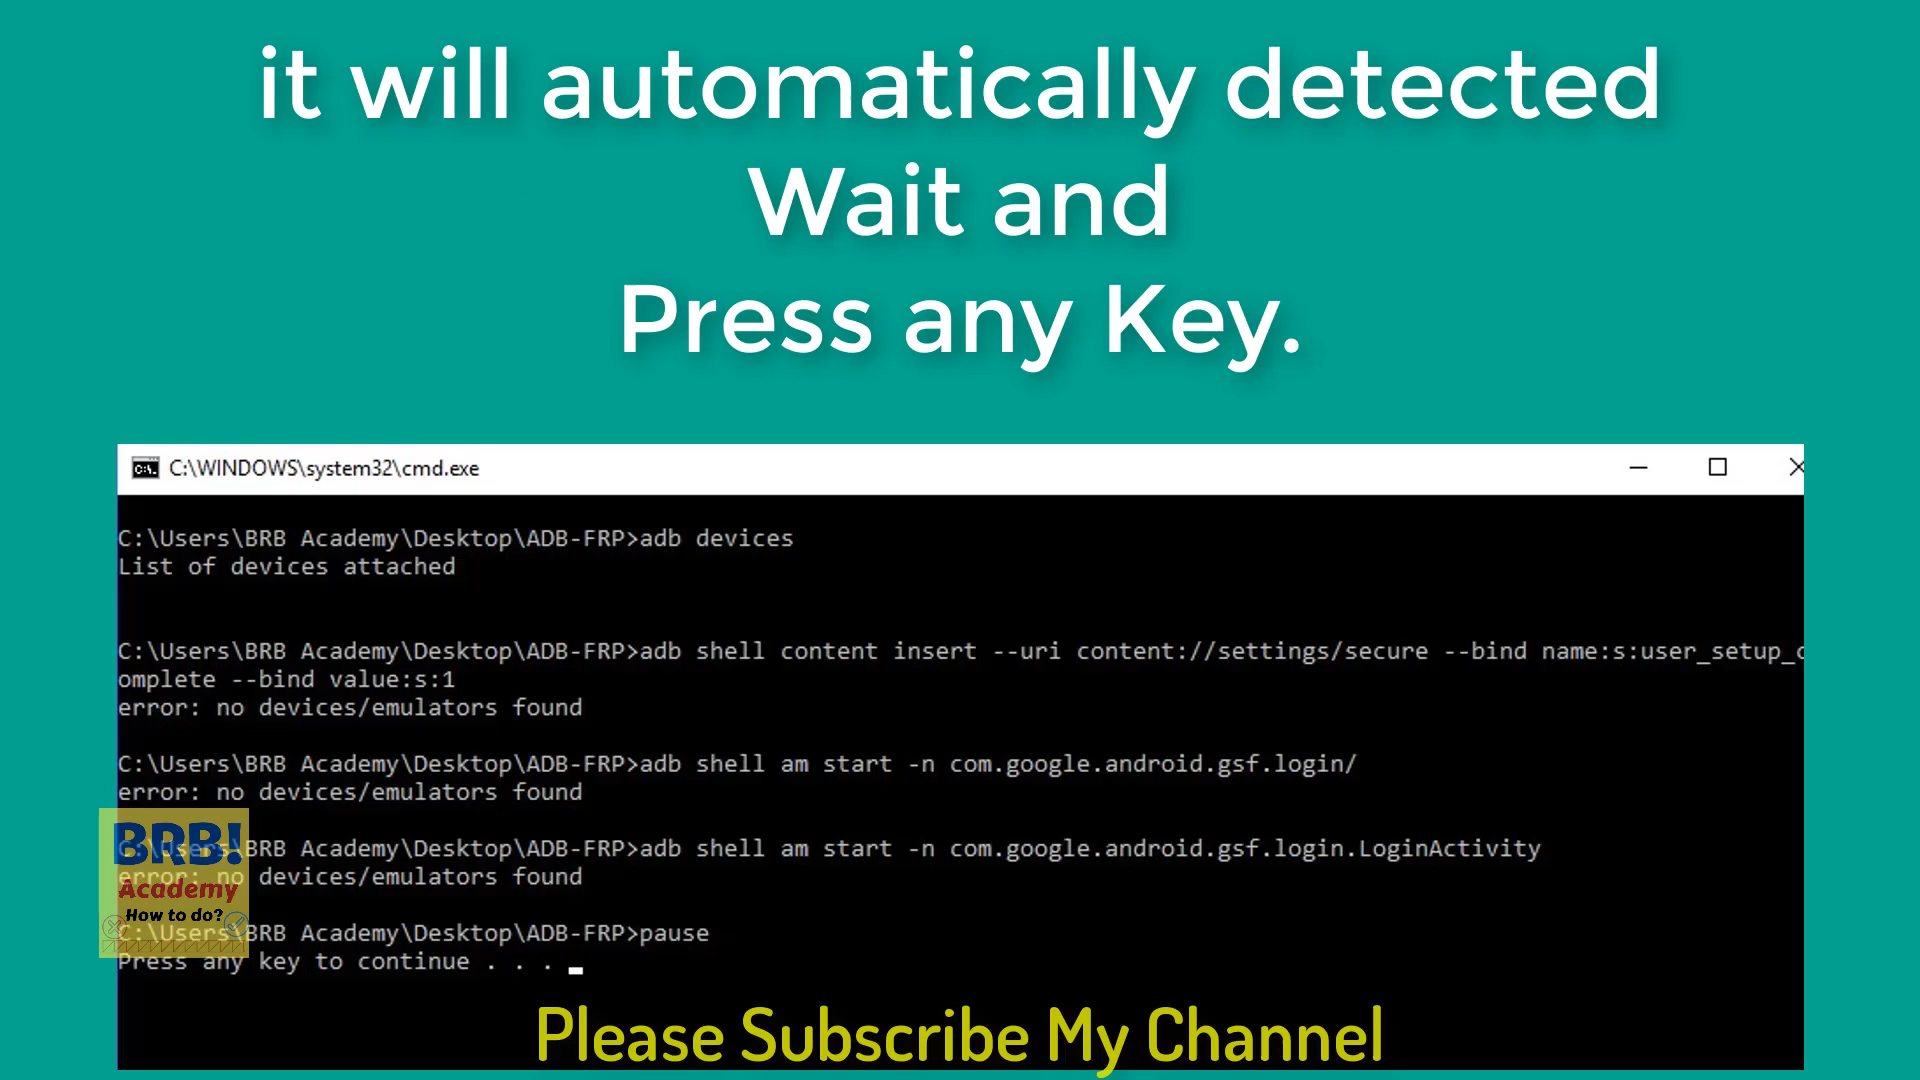 it will automatically detected
Wait and
Press any Key.
C:\WINDOWS\system32\cmd.exe
C:\Users\BRB Academy\Desktop\ADB-FRP>adb devices
List of devices attached
C:\Users\BRB Academy\Desktop\ADB-FRP>adb shell content insert --uri content://settings/secure --bind name:s:user_setup_c
omplete --bind value:s:1
error: no devices/emulators found
C:\Users\BRB Academy\Desktop\ADB-FRP>adb shell am start -n com.google.android.gsf.login/
error: no devices/emulators found
C:\Users\BRB Academy\Desktop\ADB-FRP>adb shell am start -n com.google.android.gsf.login.LoginActivity
error: no devices/emulators found
C:\Users\BRB Academy\Desktop\ADB-FRP>pause
Press any key to continue . . .
BRB!
Academy
How to do?
Please Subscribe My Channel